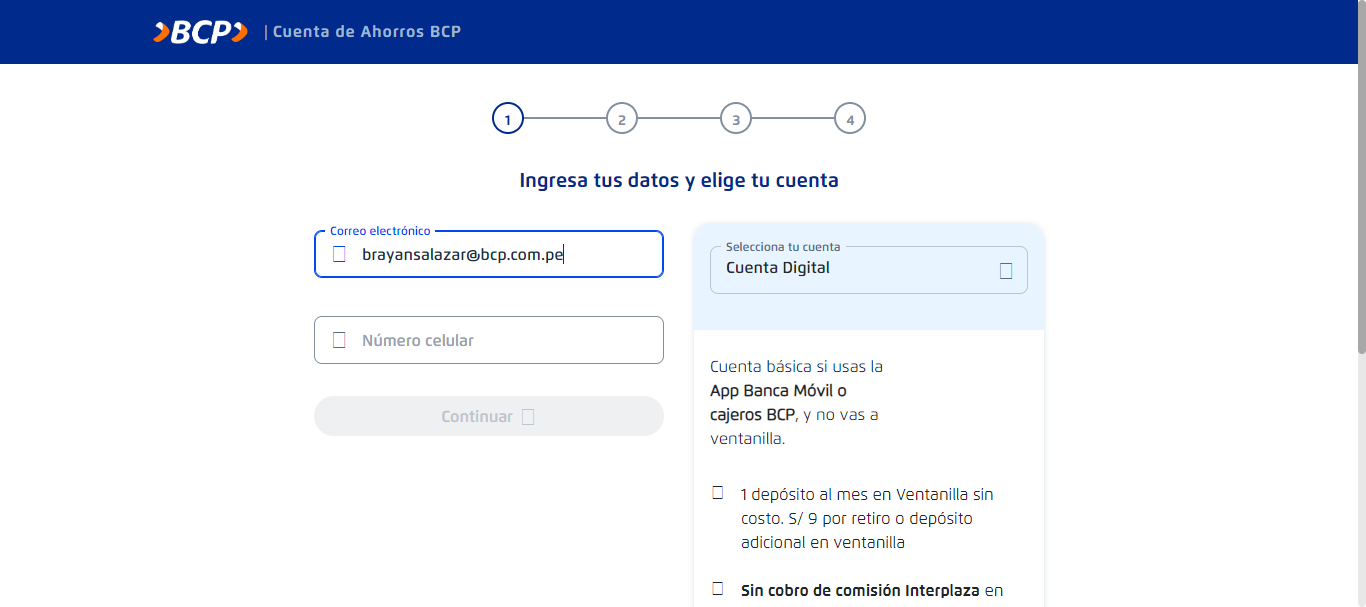 BCP | Cuenta de Ahorros BCP
1 2 3 4
Ingresa tus datos y elige tu cuenta
Correo electrónico
brayansalazar@bcp.com.pe
Número celular
Continuar
Selecciona tu cuenta
Cuenta Digital
Cuenta básica si usas la
App Banca Móvil o
cajeros BCP, y no vas a
ventanilla.
1 depósito al mes en Ventanilla sin
costo. S/ 9 por retiro o depósito
adicional en ventanilla
Sin cobro de comisión Interplaza en